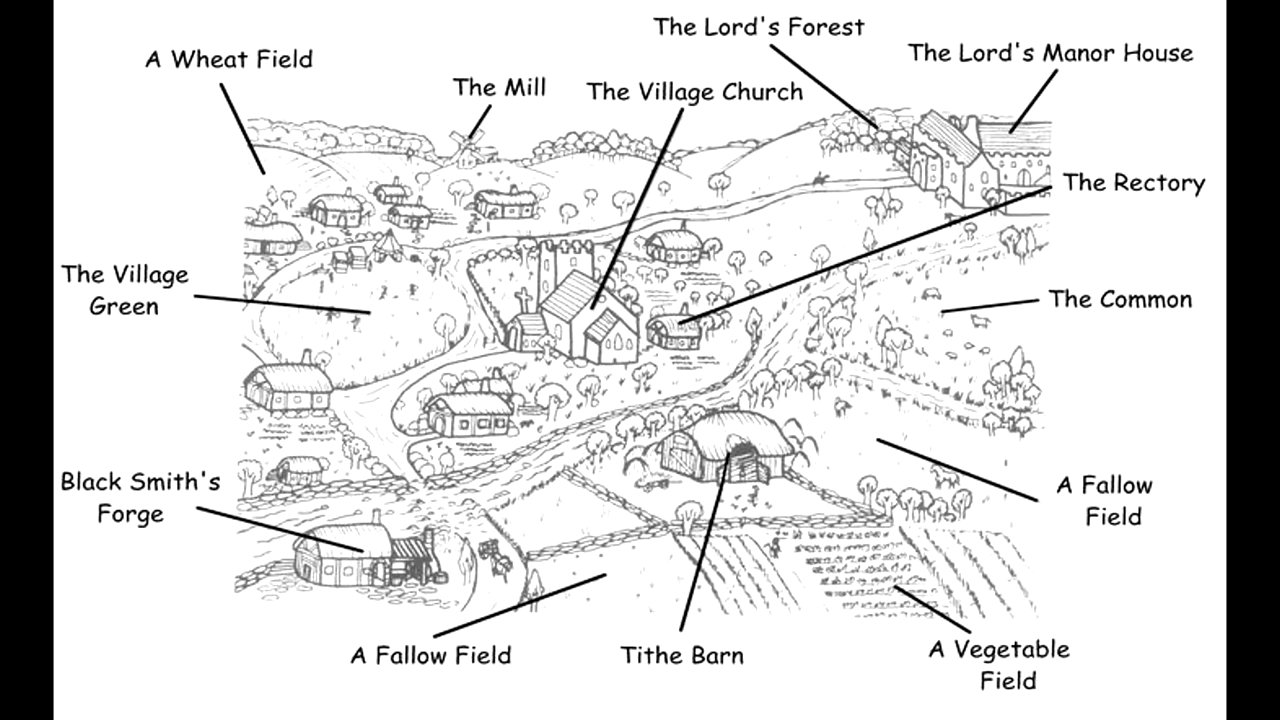 The Lord's Forest
The Lord's Manor House
A Wheat Field
The Mill
The Village Church
The Rectory
The Village
Green
The Common
Black Smith's
Forge
A Fallow
Field
A Fallow Field
Tithe Barn
A Vegetable
Field